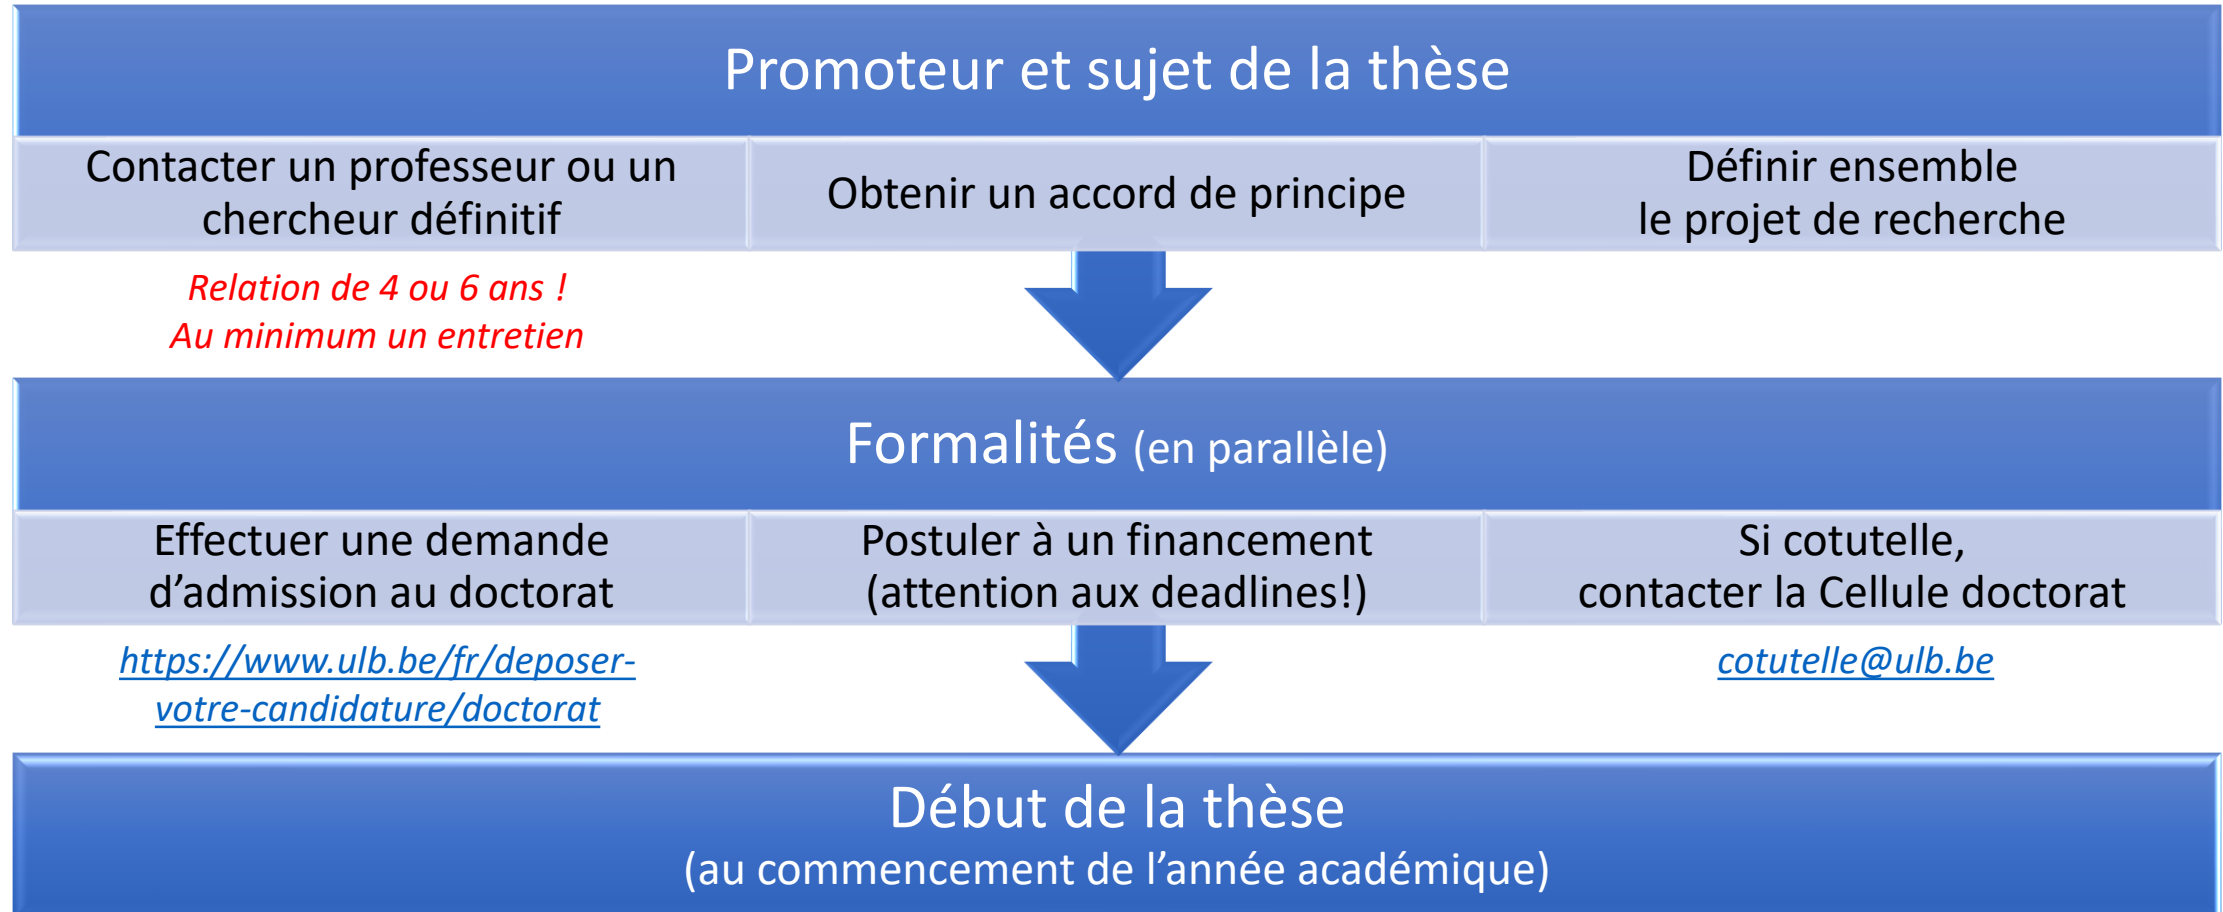 Promoteur et sujet de la thèse
Contacter un professeur ou un
chercheur définitif
Obtenir un accord de principe
Définir ensemble
le projet de recherche
Relation de 4 ou 6 ans !
Au minimum un entretien
Formalités (en parallèle)
Effectuer une demande
d’admission au doctorat
Postuler à un financement
(attention aux deadlines!)
Si cotutelle,
contacter la Cellule doctorat
https://www.ulb.be/fr/deposer-
votre-candidature/doctorat
cotutelle@ulb.be
Début de la thèse
(au commencement de l’année académique)